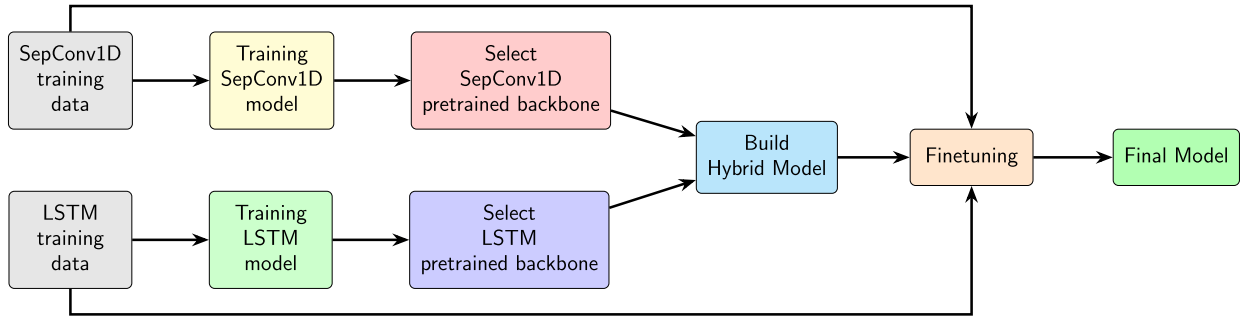 SepConv1D
training
data
Training
SepConv1D
model
Select
SepConv1D
pretrained backbone
LSTM
training
data
Training
LSTM
model
Select
LSTM
pretrained backbone
Build
Hybrid Model
Finetuning
Final Model